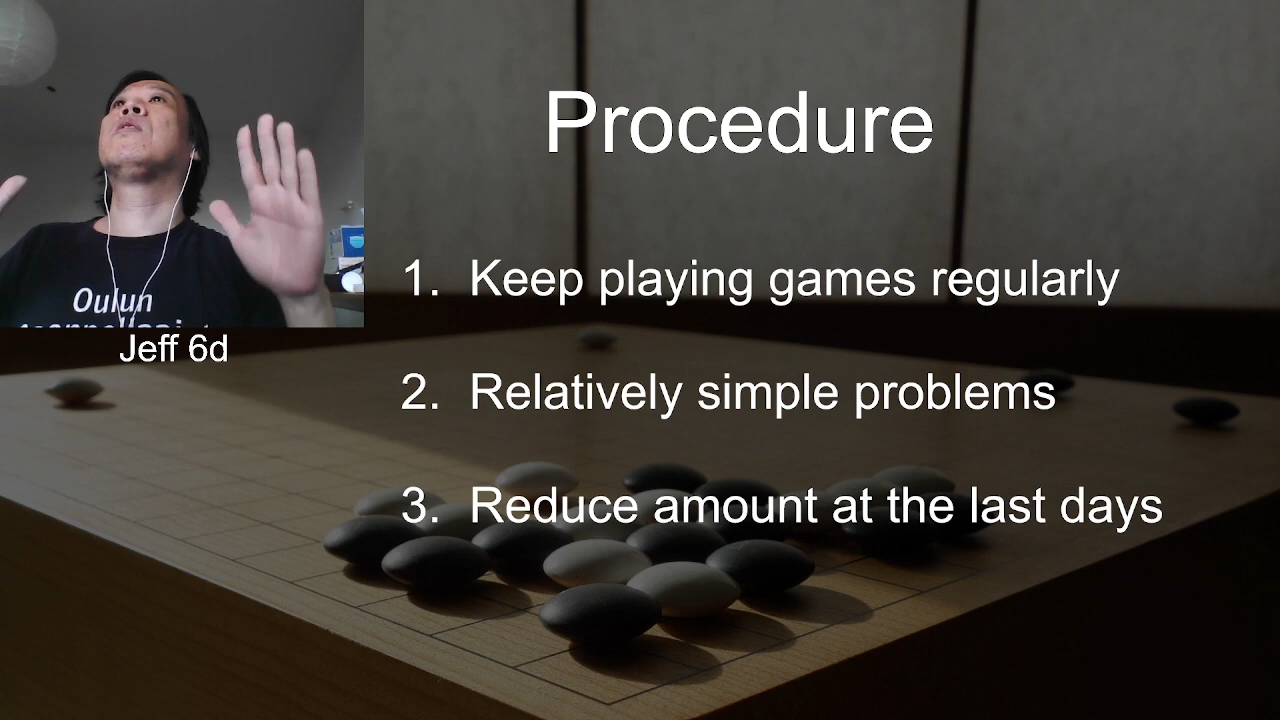 Procedure
Oulun
Jeff 6d
1. Keep playing games regularly
2. Relatively simple problems
3. Reduce amount at the last days